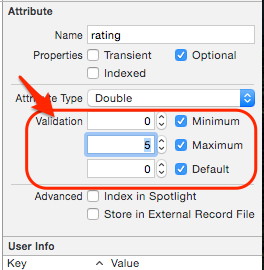 Attribute
Name rating
Properties Transient Optional
Indexed
Attribute Type Double
Validation 0 Minimum
5 Maximum
0 Default
Advanced Index in Spotlight
Store in External Record File
User Info
Key Value